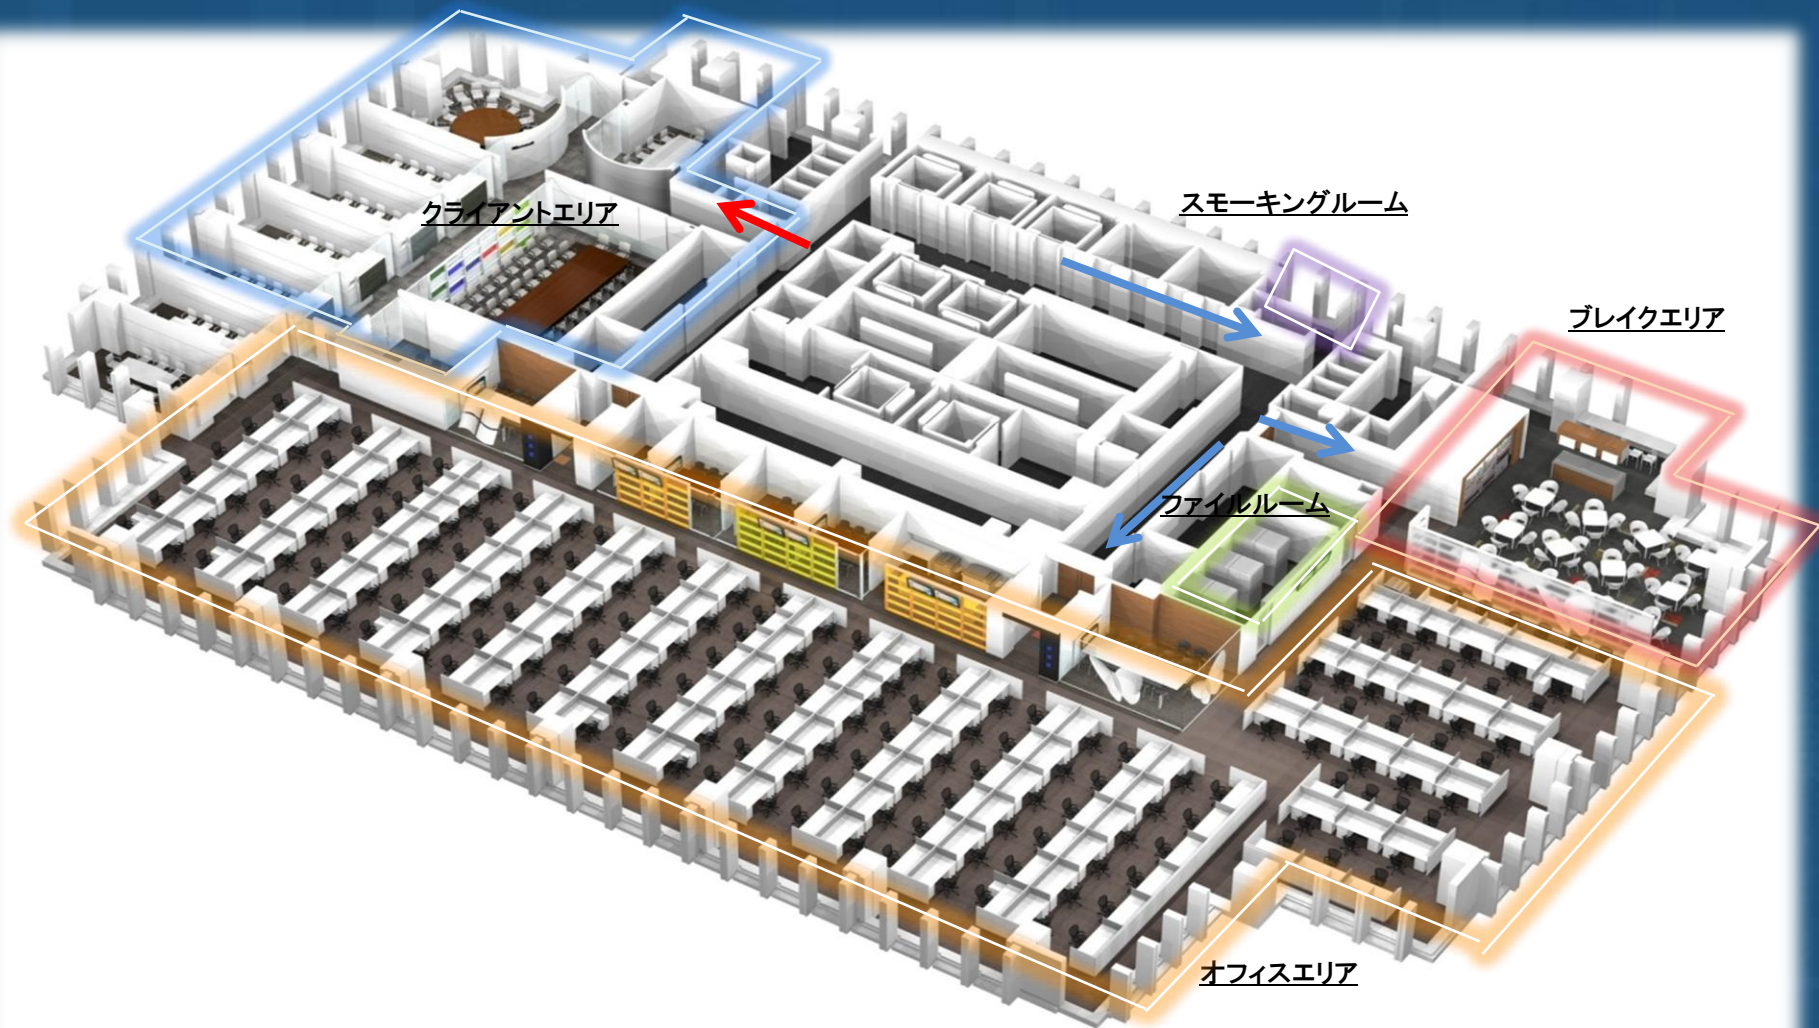 スモーキングルーム
クライアントエリア
ブレイクエリア
ファイルルーム
オフィスエリア